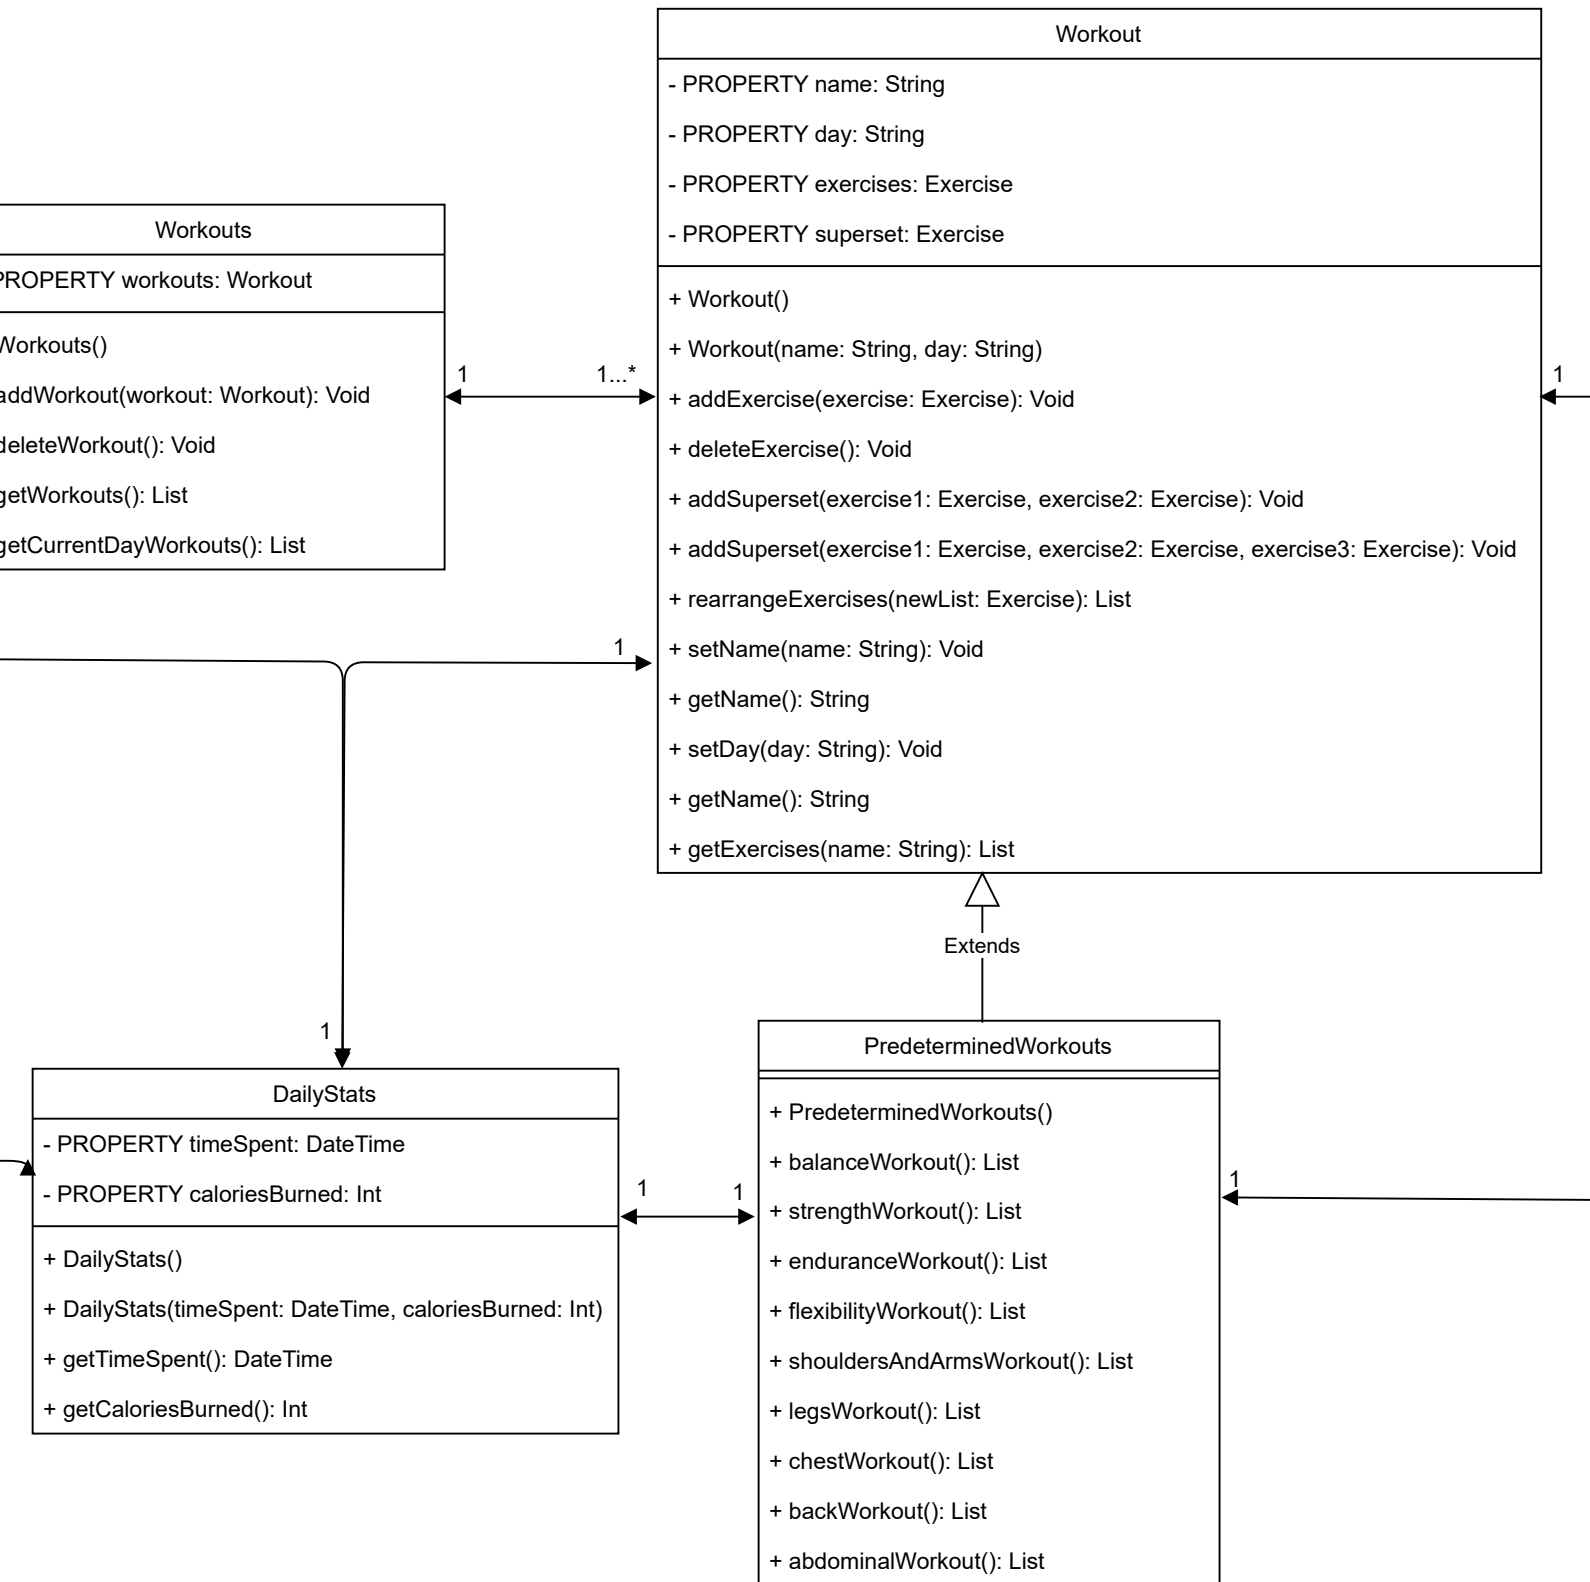 Workout
- PROPERTY name: String
- PROPERTY day: String
- PROPERTY exercises: Exercise
- PROPERTY superset: Exercise
+ Workout()
+ Workout(name: String, day: String)
+ addExercise(exercise: Exercise): Void
+ deleteExercise(): Void
+ addSuperset(exercise1: Exercise, exercise2: Exercise): Void
+ addSuperset(exercise1: Exercise, exercise2: Exercise, exercise3: Exercise): Void
+ rearrangeExercises(newList: Exercise): List
+ setName(name: String): Void
+ getName(): String
+ setDay(day: String): Void
+ getName(): String
+ getExercises(name: String): List
Workouts
PROPERTY workouts: Workout
Workouts()
addWorkout(workout: Workout): Void
deleteWorkout(): Void
getWorkouts(): List
getCurrentDayWorkouts(): List
1
1...*
1
1
1
Extends
DailyStats
- PROPERTY timeSpent: DateTime
- PROPERTY caloriesBurned: Int
+ DailyStats()
+ DailyStats(timeSpent: DateTime, caloriesBurned: Int)
+ getTimeSpent(): DateTime
+ getCaloriesBurned(): Int
1
1
PredeterminedWorkouts
+ PredeterminedWorkouts()
+ balanceWorkout(): List
+ strengthWorkout(): List
+ enduranceWorkout(): List
+ flexibilityWorkout(): List
+ shouldersAndArmsWorkout(): List
+ legsWorkout(): List
+ chestWorkout(): List
+ backWorkout(): List
+ abdominalWorkout(): List
1